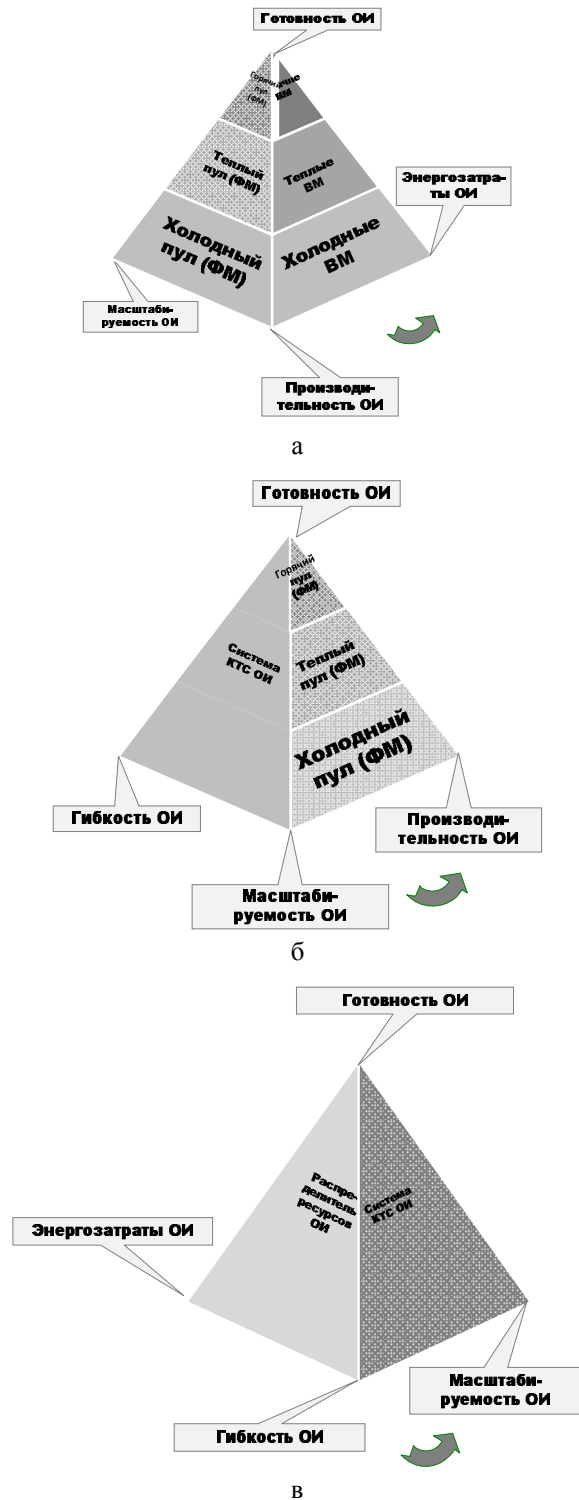 Готовность ОИ
Горячий
пул
(ФМ)
ВМ
Теплый
пул (ФМ)
Теплые
ВМ
Энергозатра-
ты ОИ
Холодный
пул (ФМ)
Холодные
ВМ
Масштаби-
руемость ОИ
Производи-
тельность ОИ
а
Готовность ОИ
Горячий
пул
(ФМ)
Система
КТС ОИ
Теплый
пул (ФМ)
Холодный
пул (ФМ)
Гибкость ОИ
Производи-
тельность ОИ
Масштаби-
руемость ОИ
б
Готовность ОИ
Распре-
делитель
ресурсов
ОИ
Система
КТС ОИ
Энергозатраты ОИ
Масштаби-
руемость ОИ
Гибкость ОИ
в